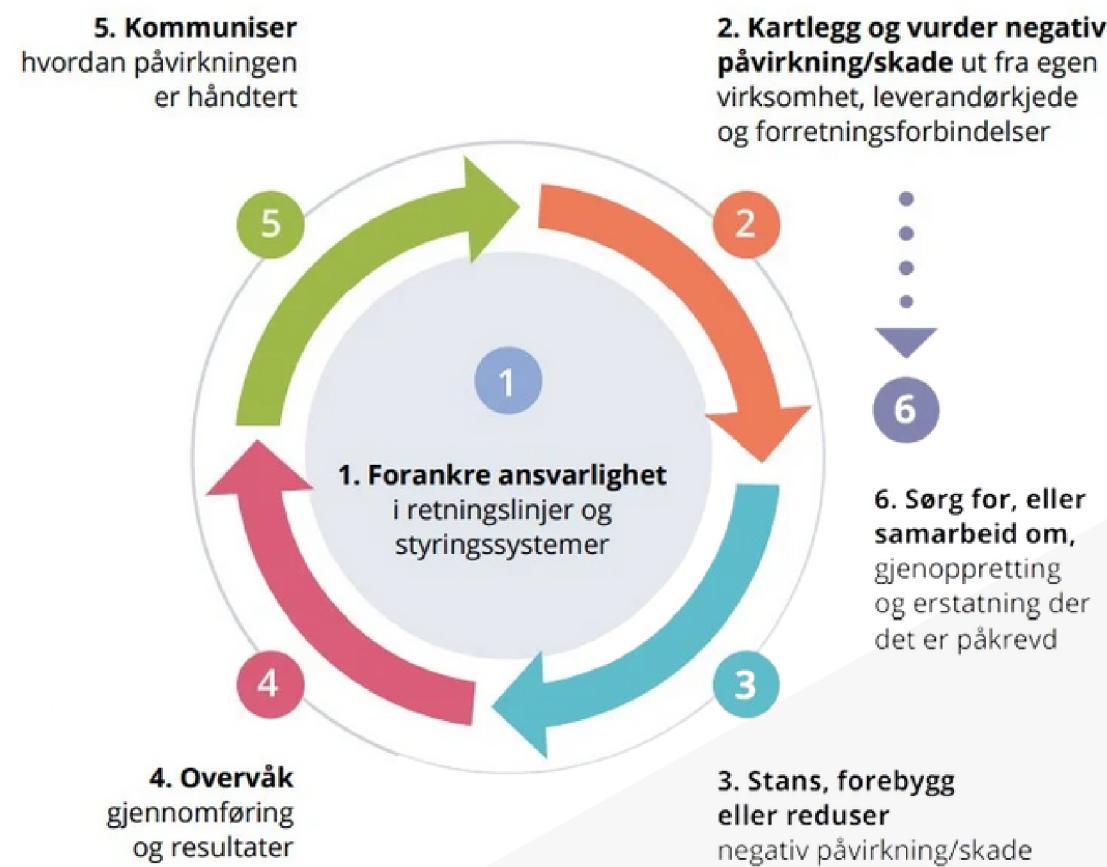 5. Kommuniser
hvordan påvirkningen
er håndtert
2. Kartlegg og vurder negativ
påvirkning/skade ut fra egen
virksomhet, leverandørkjede
og forretningsforbindelser
5
2
1
6
1. Forankre ansvarlighet
i retningslinjer og
styringssystemer
6. Sørg for, eller
samarbeid om,
gjenoppretting
og erstatning der
det er påkrevd
4
3
4. Overvåk
gjennomføring
og resultater
3. Stans, forebygg
eller reduser
negativ påvirkning/skade